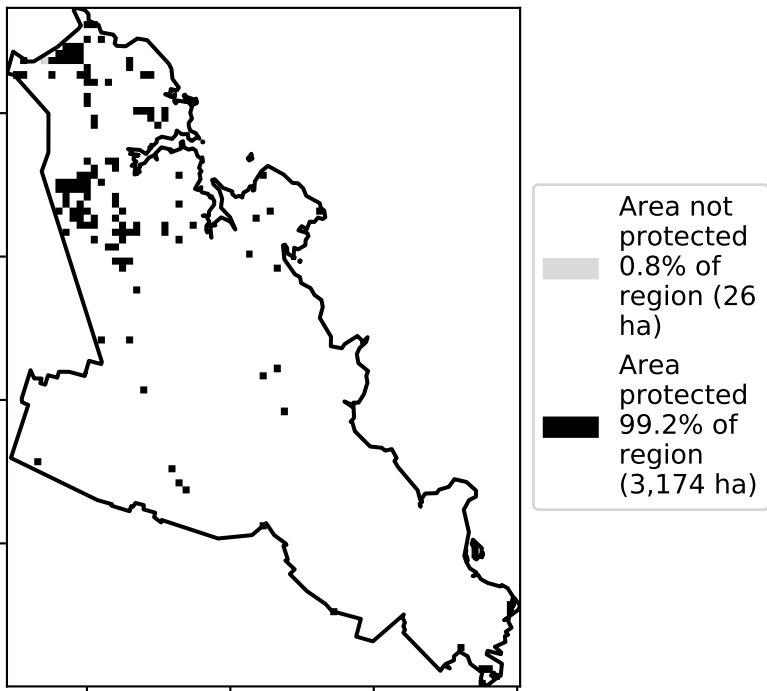 Area not
protected
0.8% of
region (26
ha)
Area
protected
99.2% of
region
(3,174 ha)